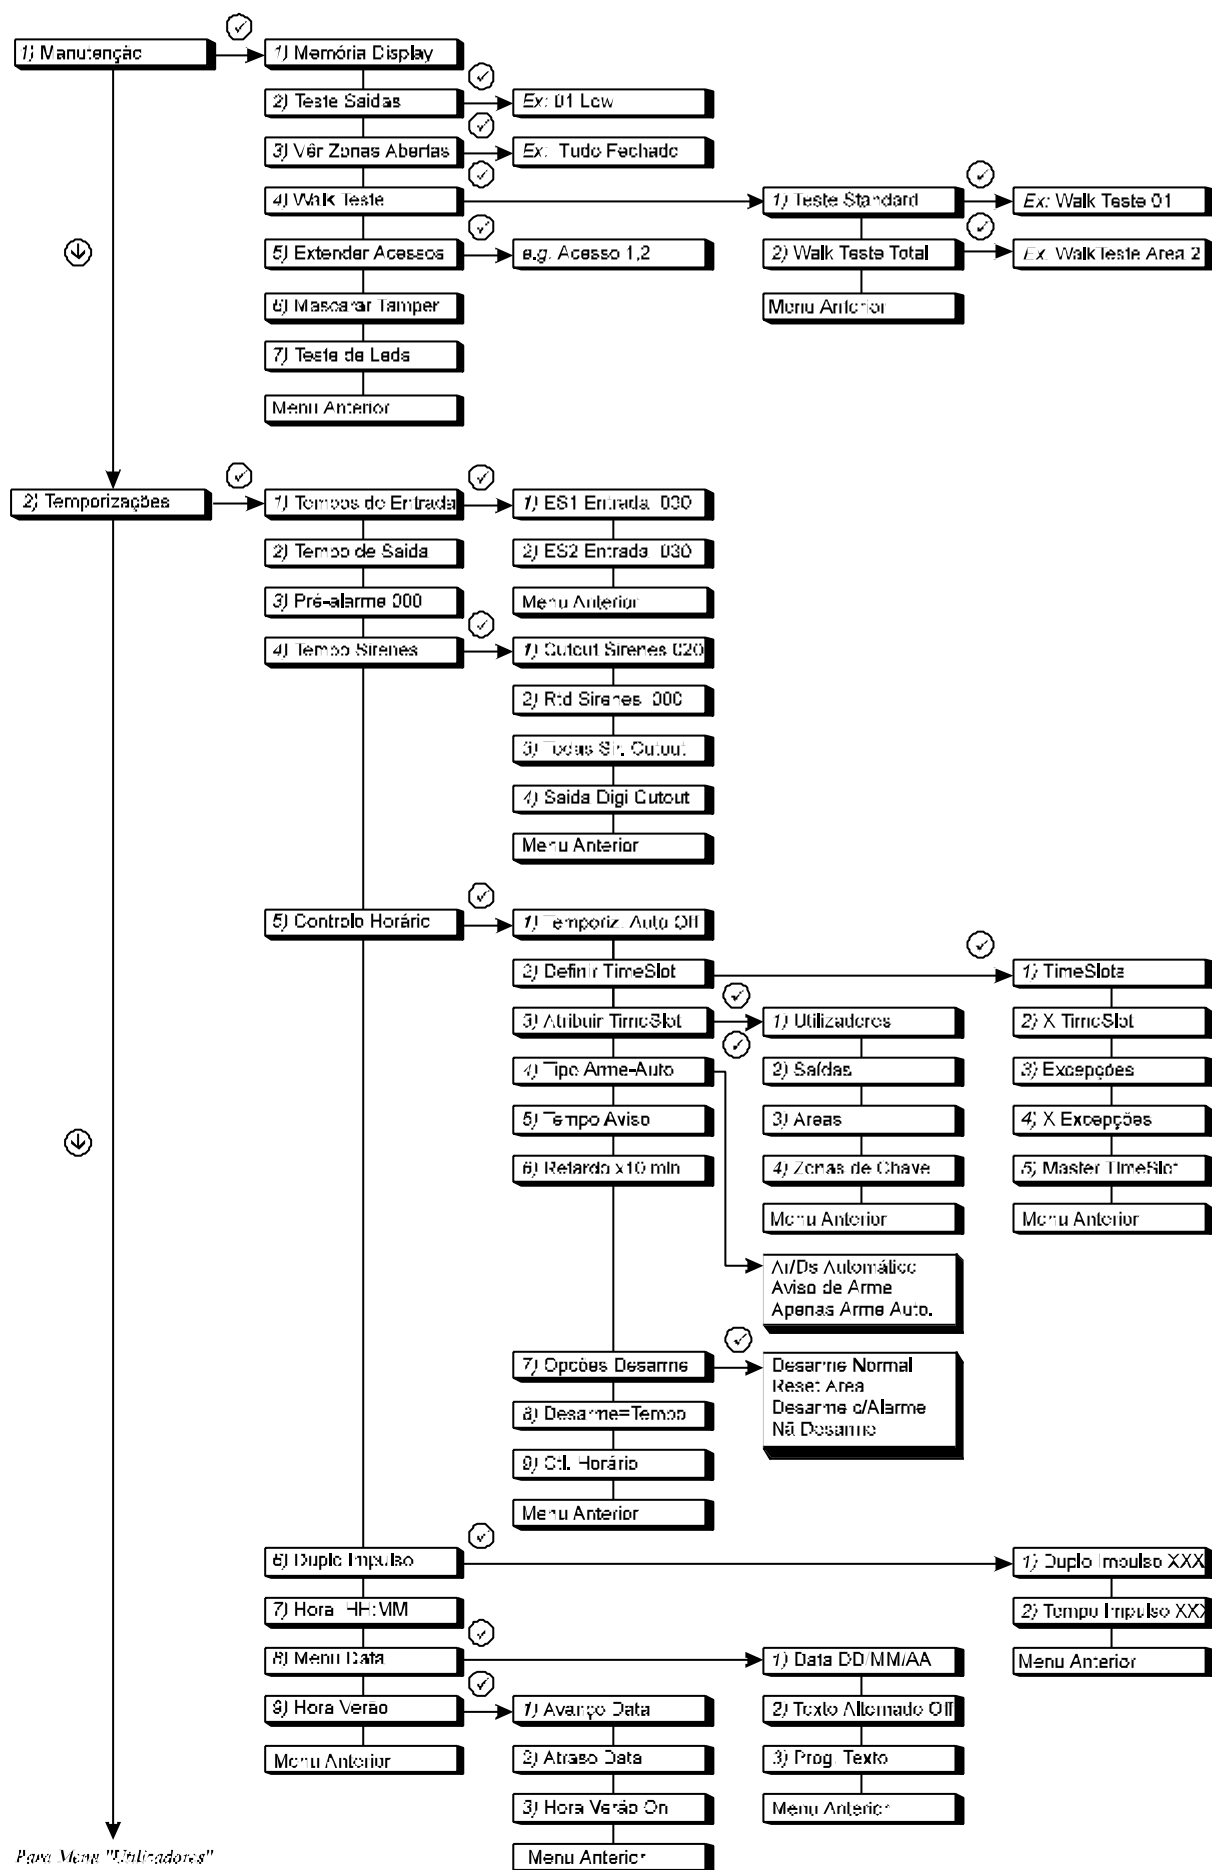 1) Manutenção
1) Memória Display
2) Teste Saidas
Ex: 01 Low
3) Vêr Zonas Abertas
Ex: Tudo Fechado
4) Walk Teste
1) Teste Standard
Ex: Walk Teste 01
5) Extender Acessos
e.g. Acesso 1,2
2) Walk Teste Total
Ex. WalkTeste Area 2
6) Mascarar Tamper
Menu Anterior
7) Teste de Leds
Menu Anterior
2) Temporizações
1) Tempos de Entrada
1) ES1 Entrada 030
2) Tempo de Saida
2) ES2 Entrada 030
3) Pré-alarme 000
Menu Anterior
4) Tempo Sirenes
1) Cutout Sirenes 020
2) Rtd Sirenes 000
3) Todas Sir. Cutout
4) Saida Digi Cutout
Menu Anterior
5) Controlo Horário
1) Temporiz. Auto Off
2) Definir TimeSlot
1) TimeSlots
3) Atribuir TimeSlot
1) Utilizadores
2) X TimeSlot
4) Tipo Arme-Auto
2) Saídas
3) Excepções
5) Tempo Aviso
3) Areas
4) X Excepções
6) Retardo x10 min
4) Zonas de Chave
5) Master TimeSlot
Menu Anterior
Menu Anterior
Ar/Ds Automático
Aviso de Arme
Apenas Arme Auto.
7) Opcões Desarme
Desarme Normal
Reset Area
Desarme c/Alarme
Nã Desarme
8) Desarme=Tempo
9) Ctl. Horário
Menu Anterior
6) Duplo Impulso
1) Duplo Impulso XXX
7) Hora HH:MM
2) Tempo Impulso XXX
8) Menu Data
1) Data DD/MM/AA
Menu Anterior
9) Hora Verão
1) Avanço Data
2) Texto Alternado Off
Menu Anterior
2) Atraso Data
3) Prog. Texto
3) Hora Verão On
Menu Anterior
Para Menu "Utilizadores"
Menu Anterior